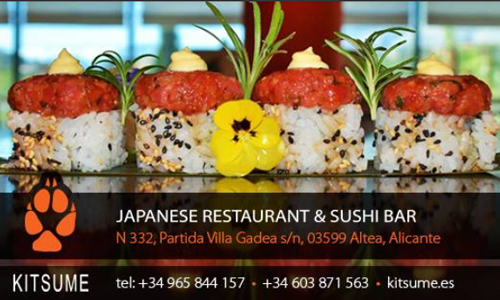 JAPANESE RESTAURANT & SUSHI BAR
N 332, Partida Villa Gadea s/n, 03599 Altea, Alicante
KITSUME tel: +34 965 844 157 • +34 603 871 563 • kitsume.es